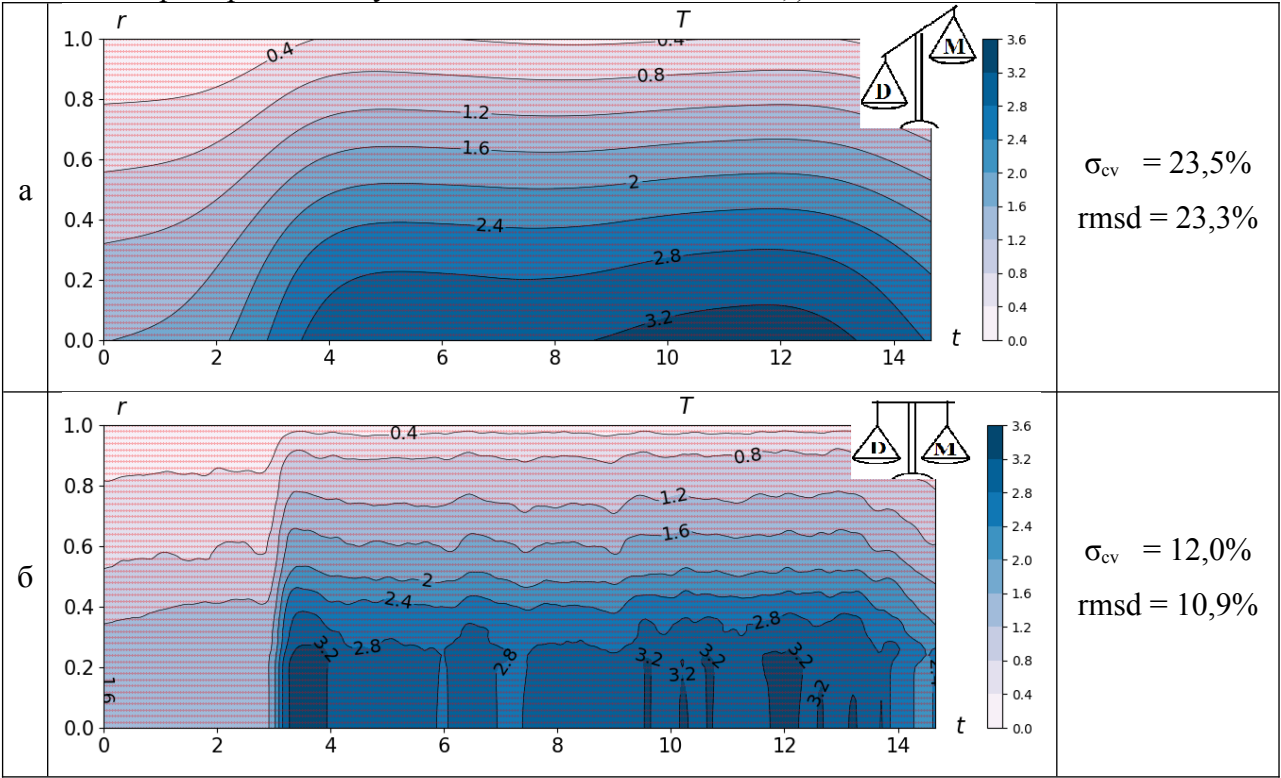 r T
1.0 0.4 0.4 M 3.6
0.8 0.8 D 3.2
1.2 2.8
0.6 1.6 2.4
2 2.0
0.4 2.4 1.6
1.2
0.2 2.8 0.8
3.2 0.4
0.0 0.0
0 2 4 6 8 10 12 14 t
а
σcv = 23,5%
rmsd = 23,3%
r T
1.0 0.4 D M 3.6
0.8 0.8 3.2
1.2 2.8
0.6 1.6 2.4
2 2.0
0.4 2.4 1.6
2.8 1.2
0.2 3.2 2.8 2.8 3.2 3.2 3.2 3.2 0.8
1.6 3.2 0.4
0.0 0.0
0 2 4 6 8 10 12 14 t
б
σcv = 12,0%
rmsd = 10,9%